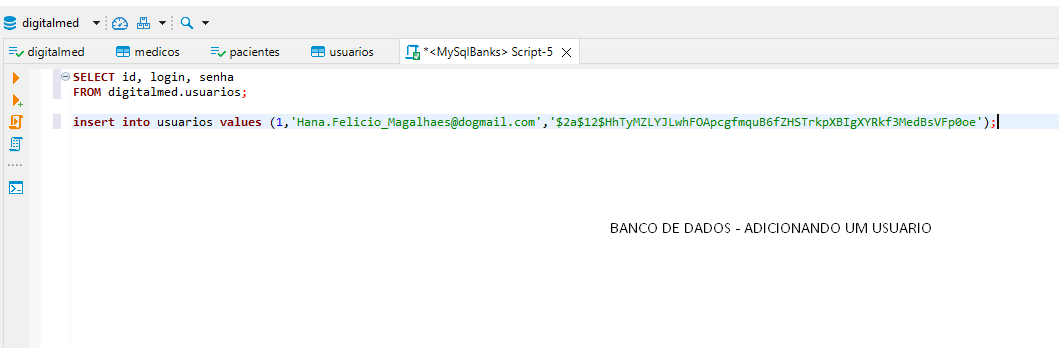 digitalmed
digitalmed
medicos
pacientes
usuarios
*<MySqlBanks> Script-5
SELECT id, login, senha
FROM digitalmed.usuarios;
insert into usuarios values (1,'Hana.Felicio_Magalhaes@dogmail.com','$2a$12$HhTyMZLYJLwhFOApcgfmquB6fZHSTrkpXBIgXYRkf3MedBsVFp0oe');
BANCO DE DADOS - ADICIONANDO UM USUARIO